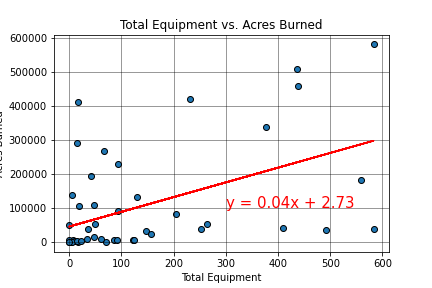 Total Equipment vs. Acres Burned
Acres Burned
600000
500000
400000
300000
200000
100000
0
y = 0.04x + 2.73
0 100 200 300 400 500 600
Total Equipment